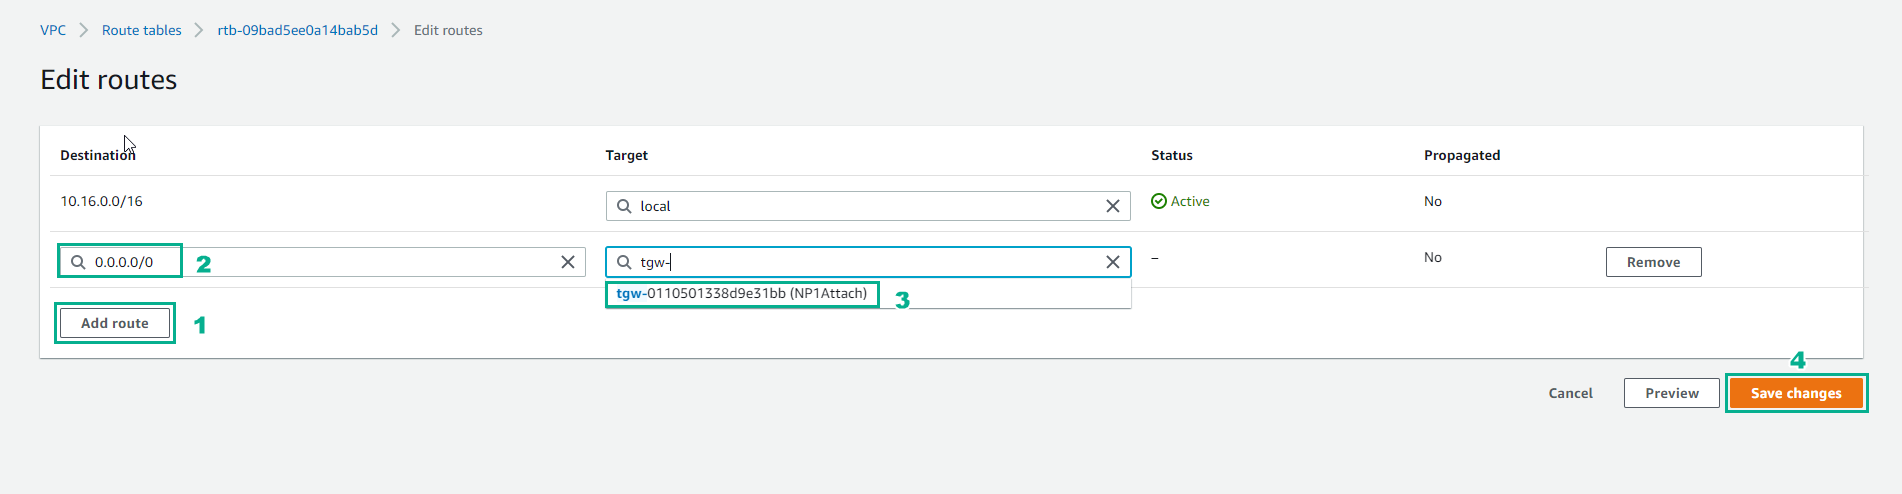 VPC > Route tables > rtb-09bad5ee0a14bab5d > Edit routes
Edit routes
Destination Target Status Propagated
10.16.0.0/16 local Active No
0.0.0.0/0 2 tgw- – No Remove
tgw-0110501338d9e31bb (NP1Attach) 3
Add route 1
4
Cancel Preview Save changes